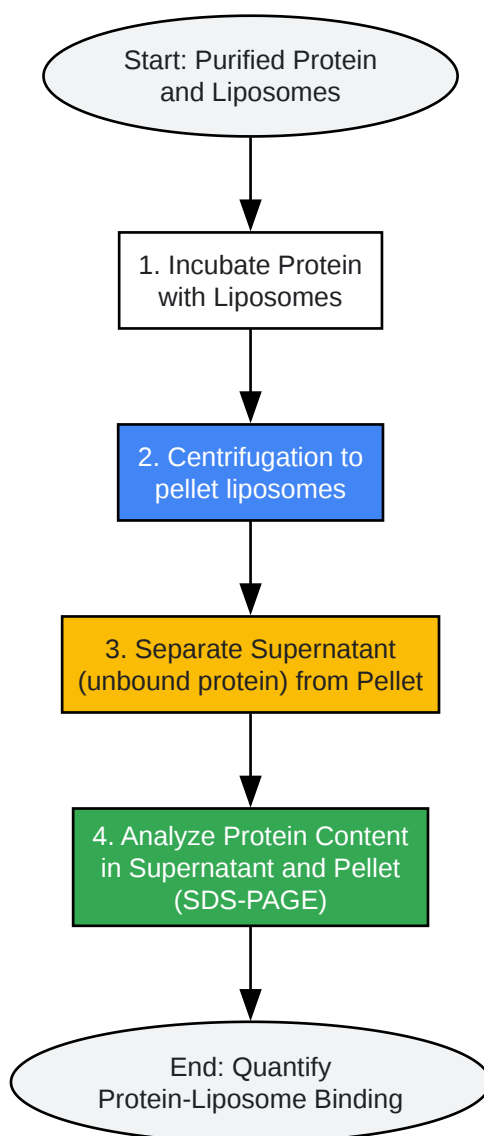 Start: Purified Protein
and Liposomes
1. Incubate Protein
with Liposomes
2. Centrifugation to
pellet liposomes
3. Separate Supernatant
(unbound protein) from Pellet
4. Analyze Protein Content
in Supernatant and Pellet
(SDS-PAGE)
End: Quantify
Protein-Liposome Binding